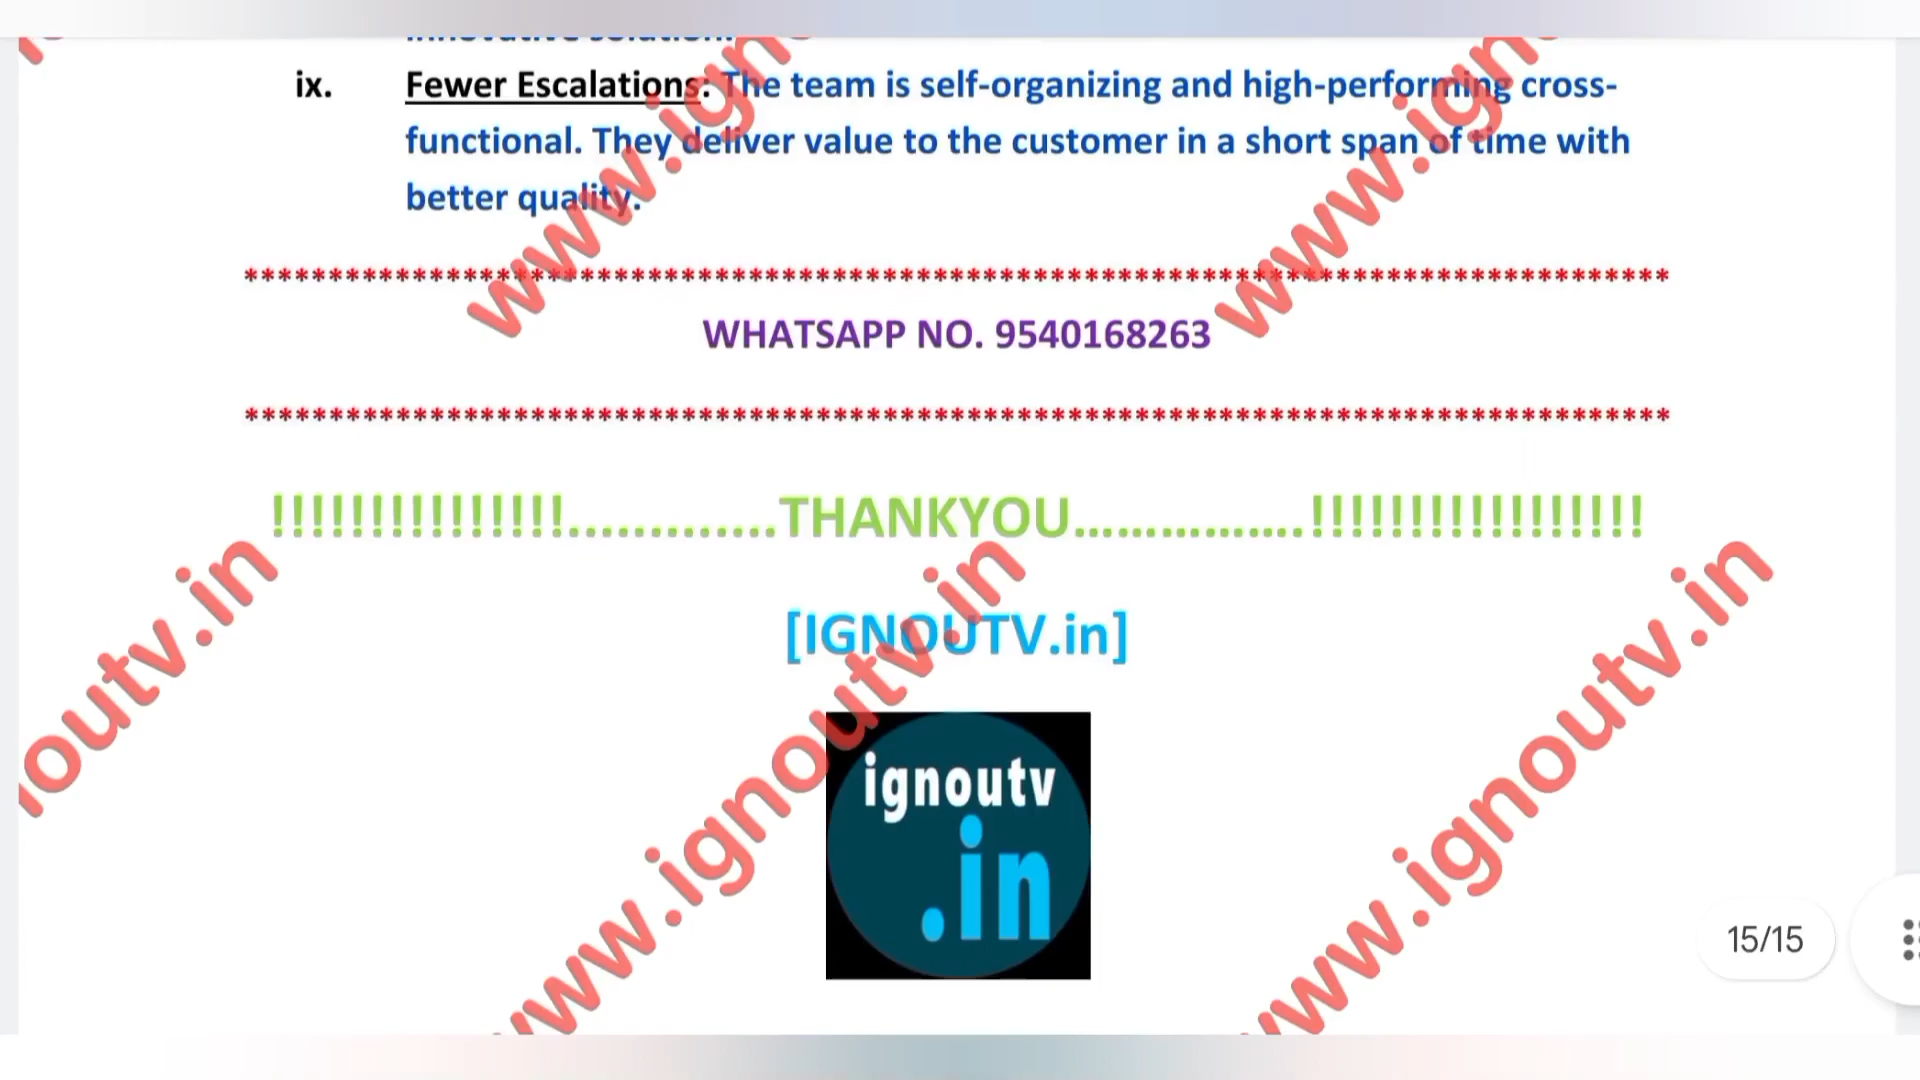 innovative solution.
ix. Fewer Escalations: The team is self-organizing and high-performing cross-
functional. They deliver value to the customer in a short span of time with
better quality.
*************************************************************************************
WHATSAPP NO. 9540168263
*************************************************************************************
!!!!!!!!!!!!!!!.............THANKYOU................!!!!!!!!!!!!!!!!!
[IGNOUTV.in]
ignoutv
.in
15/15
www.ignoutv.in
www.ignoutv.in